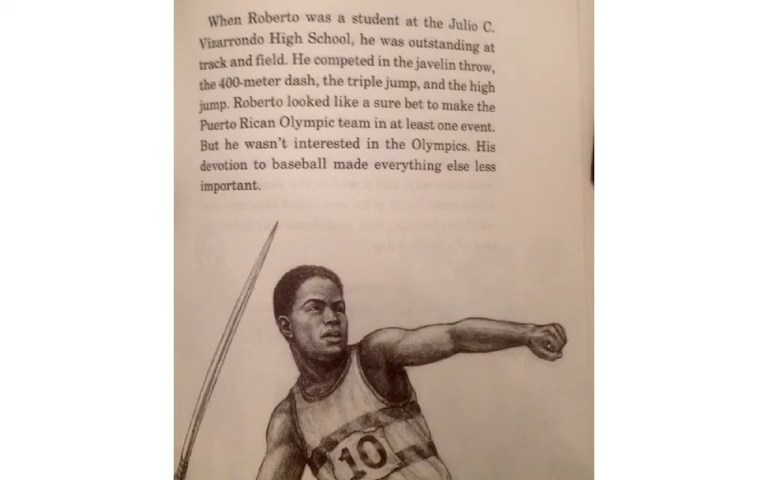 When Roberto was a student at the Julio C.
Vizarrondo High School, he was outstanding at
track and field. He competed in the javelin throw,
the 400-meter dash, the triple jump, and the high
jump. Roberto looked like a sure bet to make the
Puerto Rican Olympic team in at least one event.
But he wasn't interested in the Olympics. His
devotion to baseball made everything else less
important.
10